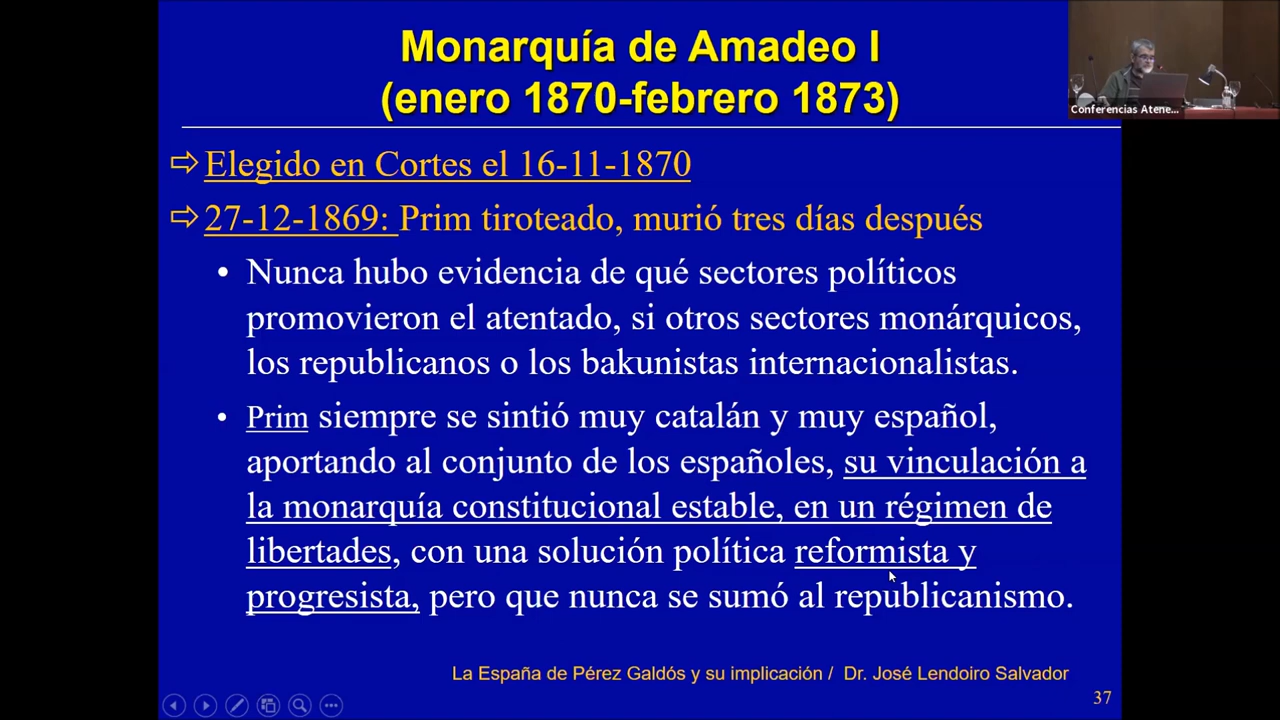 Monarquía de Amadeo I
(enero 1870-febrero 1873)
Conferencias Atene...
⇨Elegido en Cortes el 16-11-1870
⇨27-12-1869: Prim tiroteado, murió tres días después
• Nunca hubo evidencia de qué sectores políticos
promovieron el atentado, si otros sectores monárquicos,
los republicanos o los bakunistas internacionalistas.
• Prim siempre se sintió muy catalán y muy español,
aportando al conjunto de los españoles, su vinculación a
la monarquía constitucional estable, en un régimen de
libertades, con una solución política reformista y
progresista, pero que nunca se sumó al republicanismo.
La España de Pérez Galdós y su implicación / Dr. José Lendoiro Salvador
37